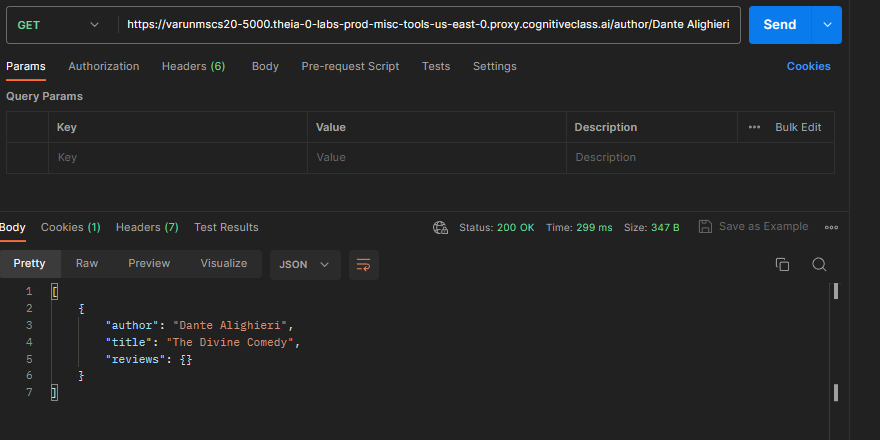 GET https://varunmscs20-5000.theia-0-labs-prod-misc-tools-us-east-0.proxy.cognitiveclass.ai/author/Dante Alighieri Send
Params Authorization Headers (6) Body Pre-request Script Tests Settings Cookies
Query Params
Key Value Description Bulk Edit
Key Value Description
Body Cookies (1) Headers (7) Test Results Status: 200 OK Time: 299 ms Size: 347 B Save as Example
Pretty Raw Preview Visualize JSON
1 [
2 {
3 "author": "Dante Alighieri",
4 "title": "The Divine Comedy",
5 "reviews": {}
6 }
7 ]